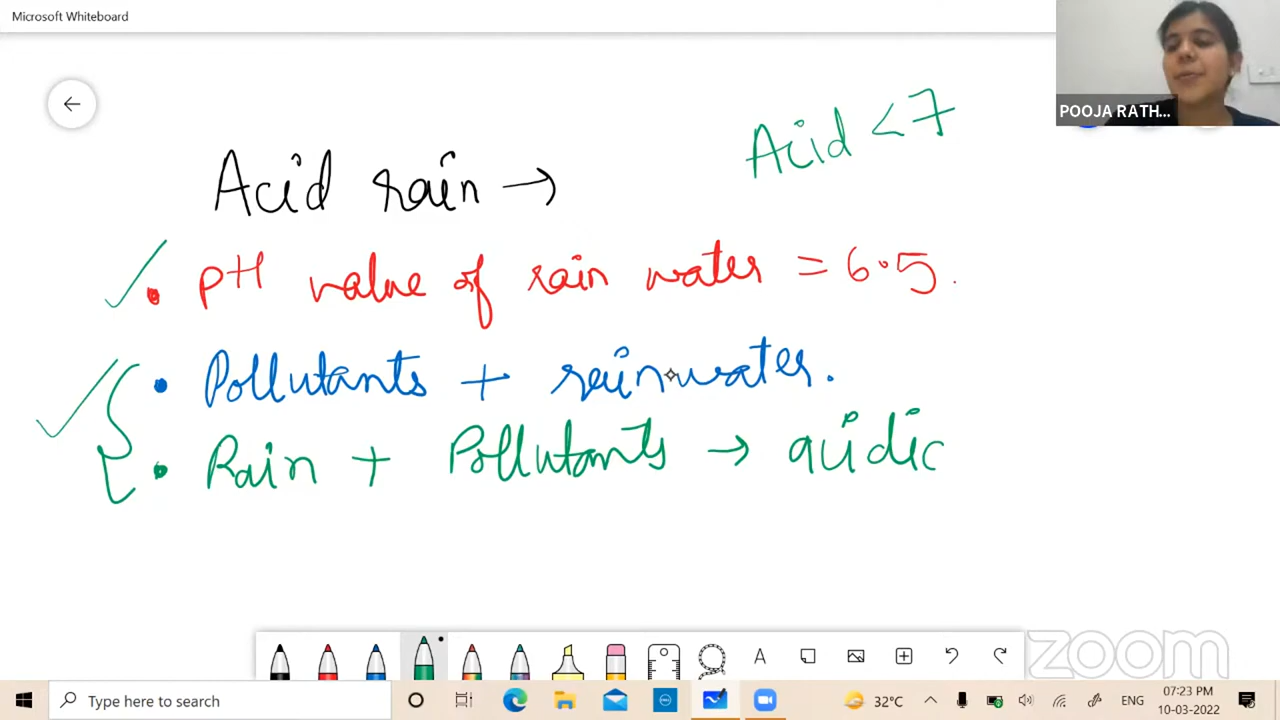 Microsoft Whiteboard
POOJA RATH...
Acid < 7
Acid rain →
• pH value of rain water = 6.5.
• Pollutants + rainwater.
• Rain + Pollutants → acidic
A
zoom
Type here to search
DELL
32°C
ENG
07:23 PM
10-03-2022